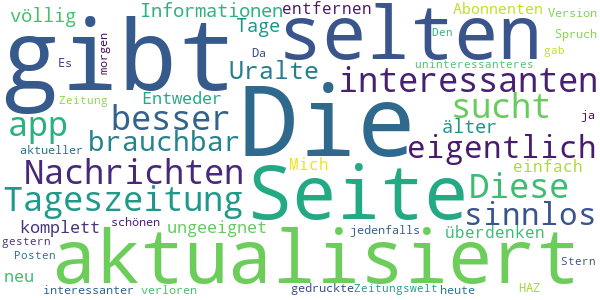 völlig Informationen entfernen Abonnenten Version
gibt Tage selten Den Spruch
Es morgen Da uninteressanteres gab
Zeitung Uralte interessanten
Entweder Die sucht ja
app besser älter
aktueller brauchbar eigentlich
Nachrichten Mich einfach
Tageszeitung Seite Diese
komplett schönen ungeeignet sinnlos
gestern jedenfalls überdenken
Posten aktualisiert Stern
neu
interessanter verloren gedruckte Zeitungswelt heute HAZ